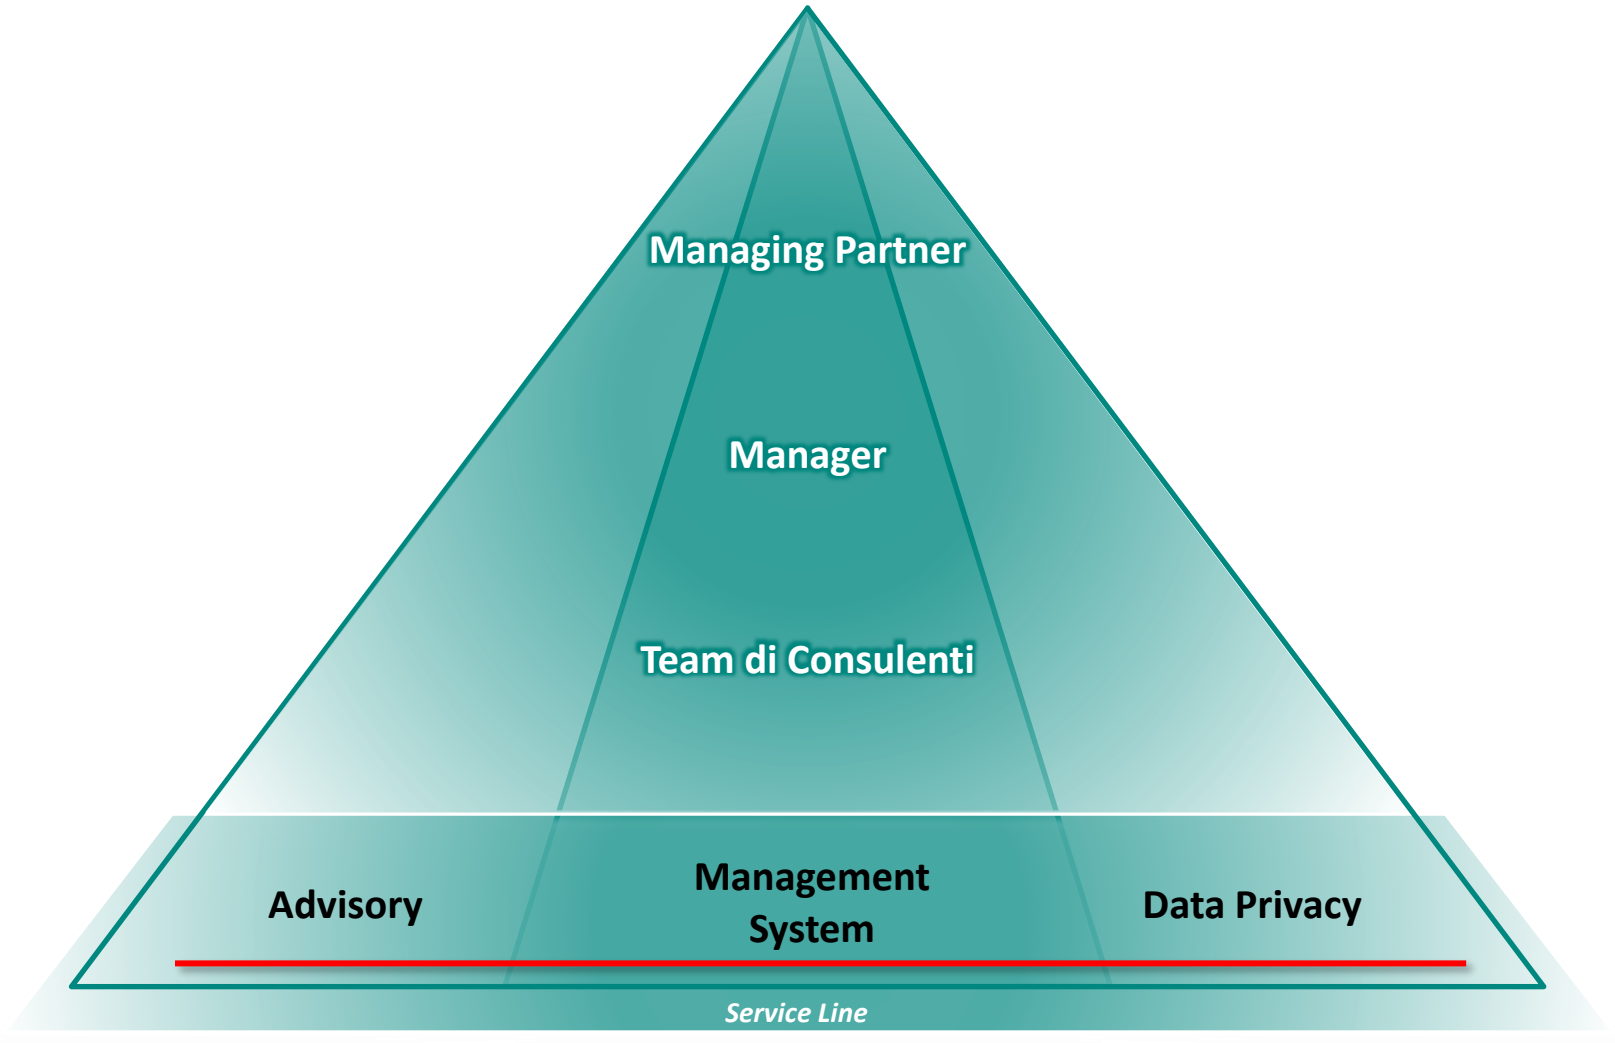 Managing Partner
Manager
Team di Consulenti
Advisory
Management
System
Data Privacy
Service Line